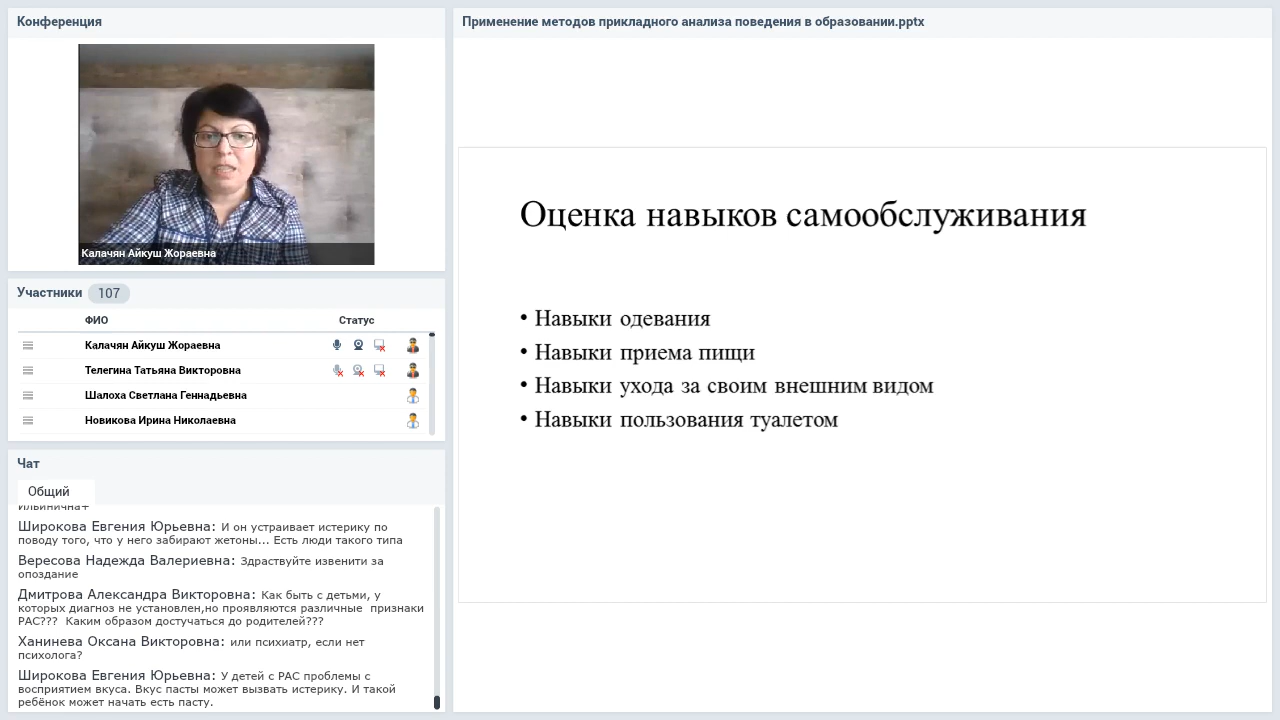 Конференция
Калачян Айкуш Жораевна
Участники 107
ФИО Статус
Калачян Айкуш Жораевна
Телегина Татьяна Викторовна
Шалоха Светлана Геннадьевна
Новикова Ирина Николаевна
Чат
Общий
Ильинична+
Широкова Евгения Юрьевна: И он устраивает истерику по
поводу того, что у него забирают жетоны... Есть люди такого типа
Вересова Надежда Валериевна: Здраствуйте извенити за
опоздание
Дмитрова Александра Викторовна: Как быть с детьми, у
которых диагноз не установлен,но проявляются различные признаки
РАС??? Каким образом достучаться до родителей???
Ханинева Оксана Викторовна: или психиатр, если нет
психолога?
Широкова Евгения Юрьевна: У детей с РАС проблемы с
восприятием вкуса. Вкус пасты может вызвать истерику. И такой
ребёнок может начать есть пасту.
Применение методов прикладного анализа поведения в образовании.pptx
Оценка навыков самообслуживания
• Навыки одевания
• Навыки приема пищи
• Навыки ухода за своим внешним видом
• Навыки пользования туалетом